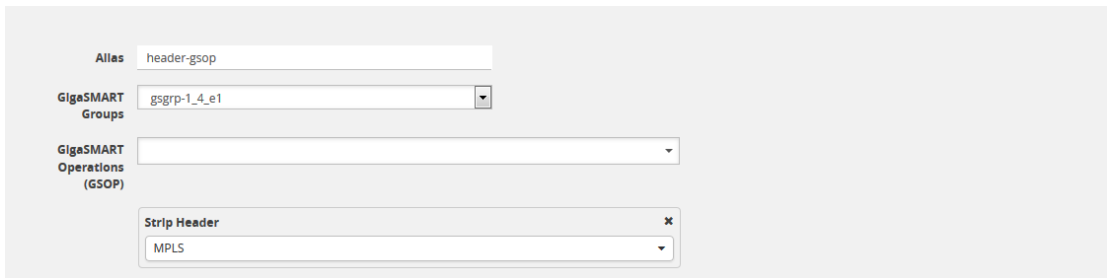 Alias header-gsop
GigaSMART gsgrp-1_4_e1
Groups
GigaSMART
Operations
(GSOP)
Strip Header
MPLS